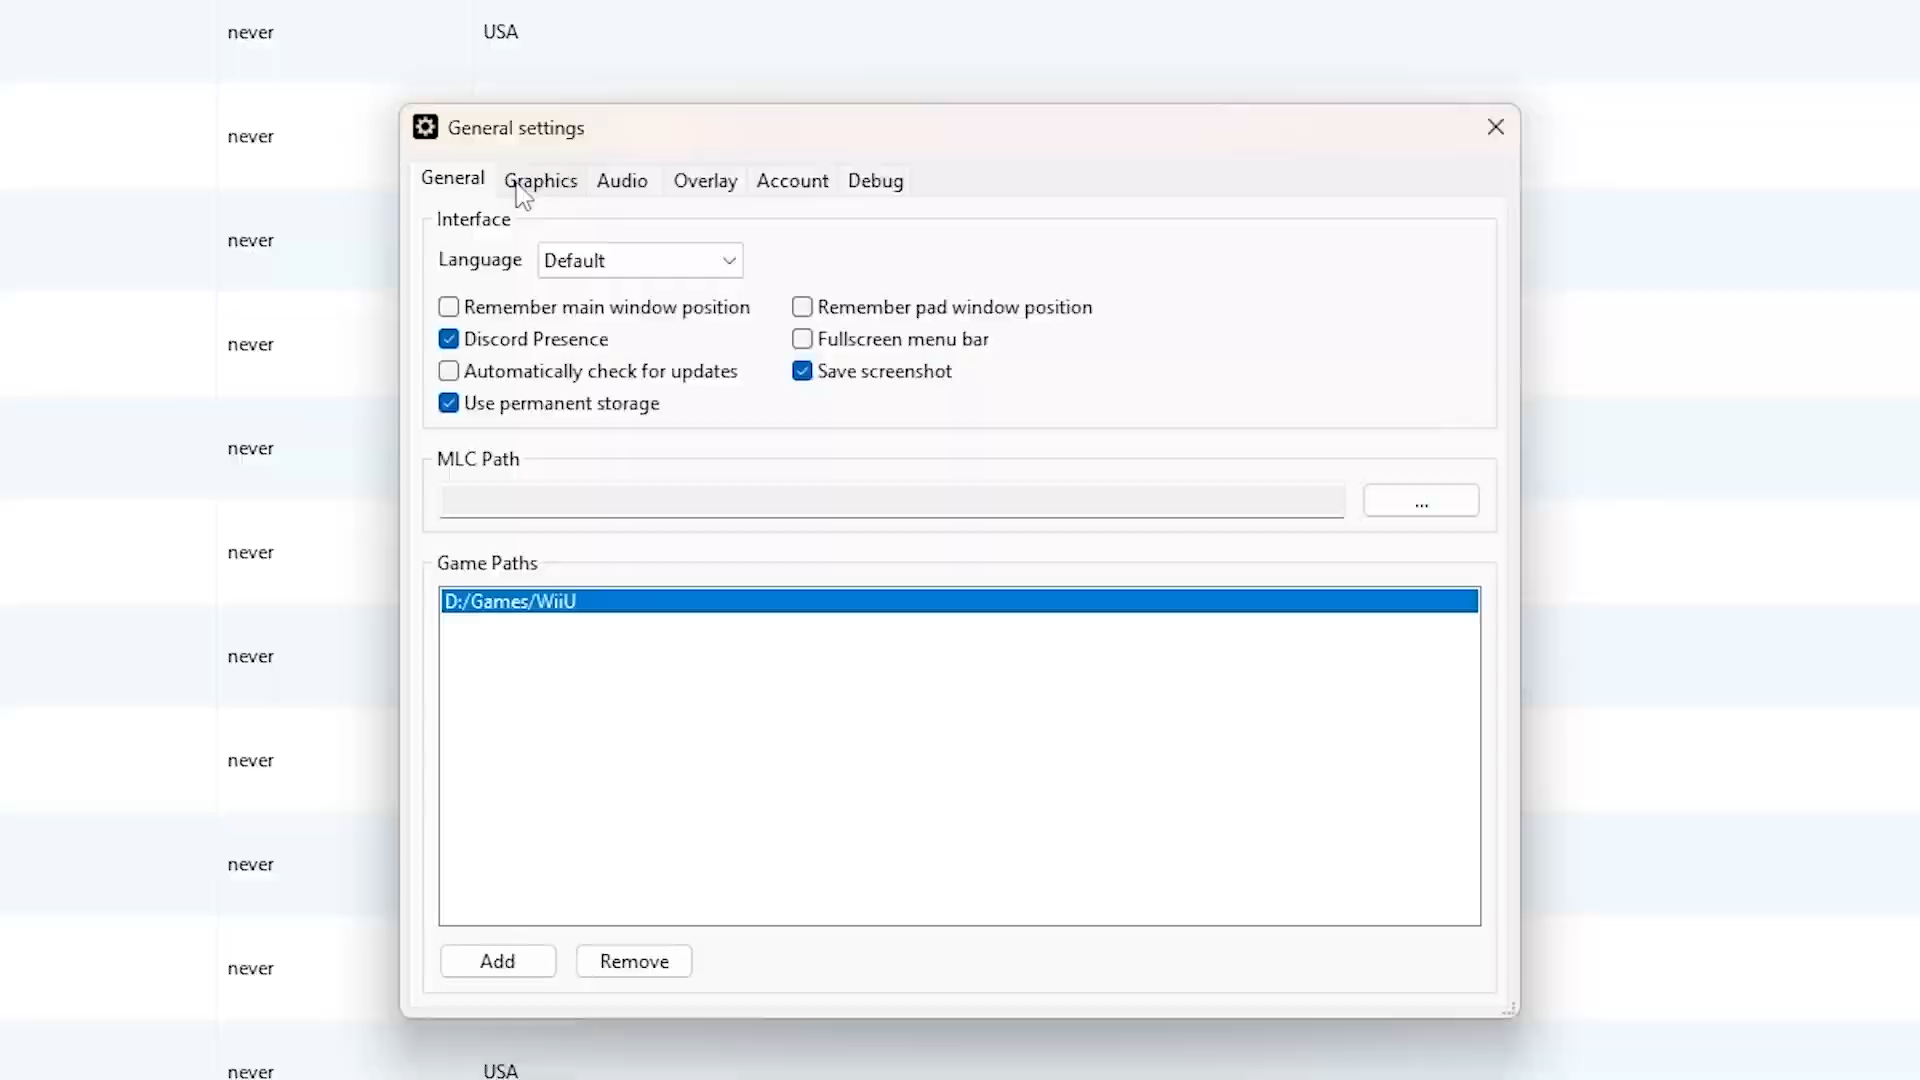 never USA
General settings
never
General Graphics Audio Overlay Account Debug
Interface
never
Language Default
Remember main window position Remember pad window position
Discord Presence Fullscreen menu bar
never
Automatically check for updates Save screenshot
Use permanent storage
never
MLC Path
...
never
Game Paths
D:/Games/WiiU
never
never
never
Add Remove
never
never USA